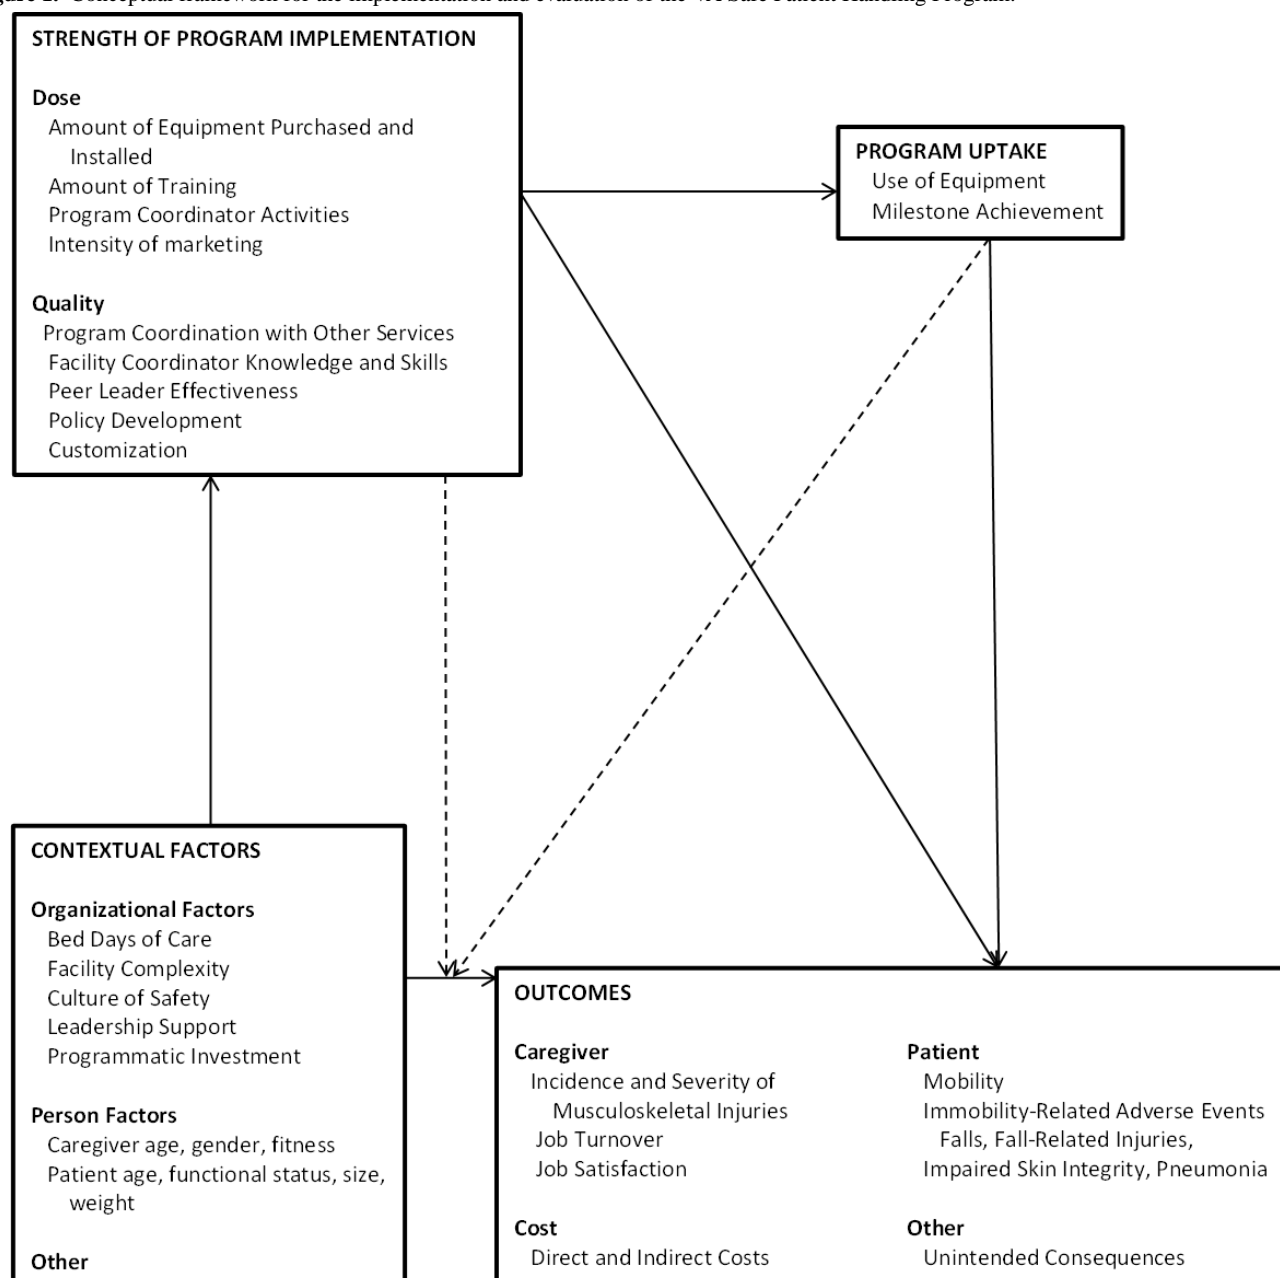 STRENGTH OF PROGRAM IMPLEMENTATION
Dose
Amount of Equipment Purchased and
Installed
Amount of Training
Program Coordinator Activities
Intensity of marketing
Quality
Program Coordination with Other Services
Facility Coordinator Knowledge and Skills
Peer Leader Effectiveness
Policy Development
Customization
PROGRAM UPTAKE
Use of Equipment
Milestone Achievement
CONTEXTUAL FACTORS
Organizational Factors
Bed Days of Care
Facility Complexity
Culture of Safety
Leadership Support
Programmatic Investment
Person Factors
Caregiver age, gender, fitness
Patient age, functional status, size,
weight
Other
OUTCOMES
Caregiver
Incidence and Severity of
Musculoskeletal Injuries
Job Turnover
Job Satisfaction
Cost
Direct and Indirect Costs
Patient
Mobility
Immobility-Related Adverse Events
Falls, Fall-Related Injuries,
Impaired Skin Integrity, Pneumonia
Other
Unintended Consequences